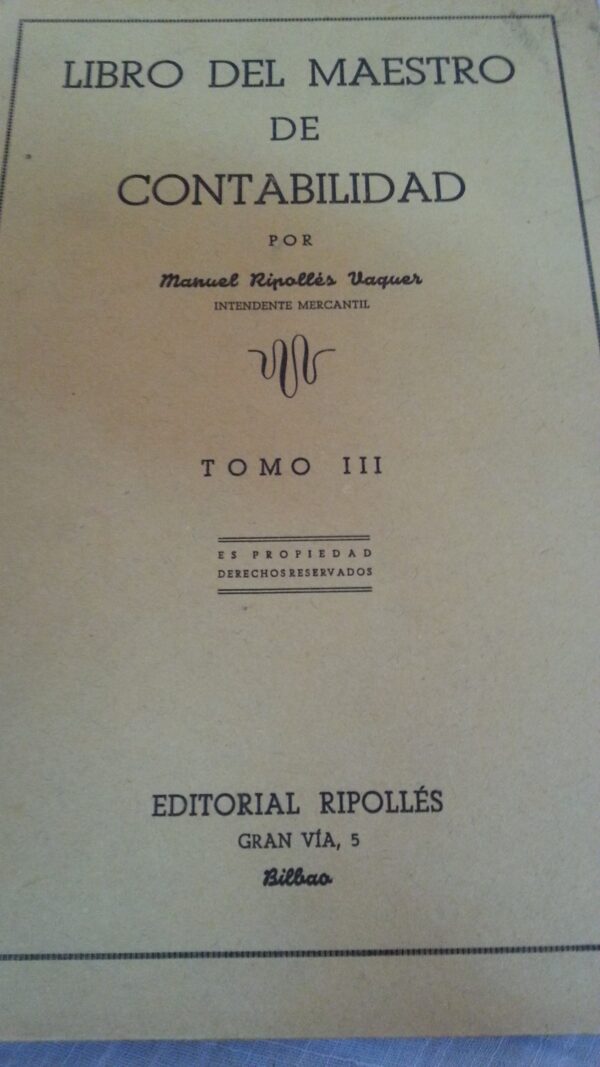 LIBRO DEL MAESTRO
DE
CONTABILIDAD
POR
Manuel Ripollés Vaquer
INTENDENTE MERCANTIL
TOMO III
ES PROPIEDAD
DERECHOS RESERVADOS
EDITORIAL RIPOLLÉS
GRAN VÍA, 5
Bilbao